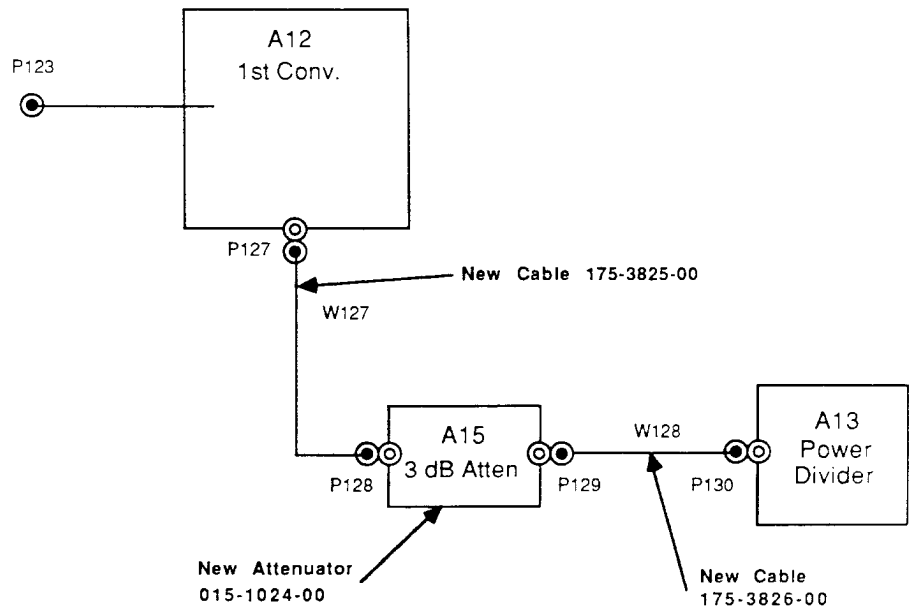 A12
1st Conv.
P123
P127
New Cable 175-3825-00
W127
A15
3 dB Atten
P128
P129
W128
P130
A13
Power
Divider
New Attenuator
015-1024-00
New Cable
175-3826-00